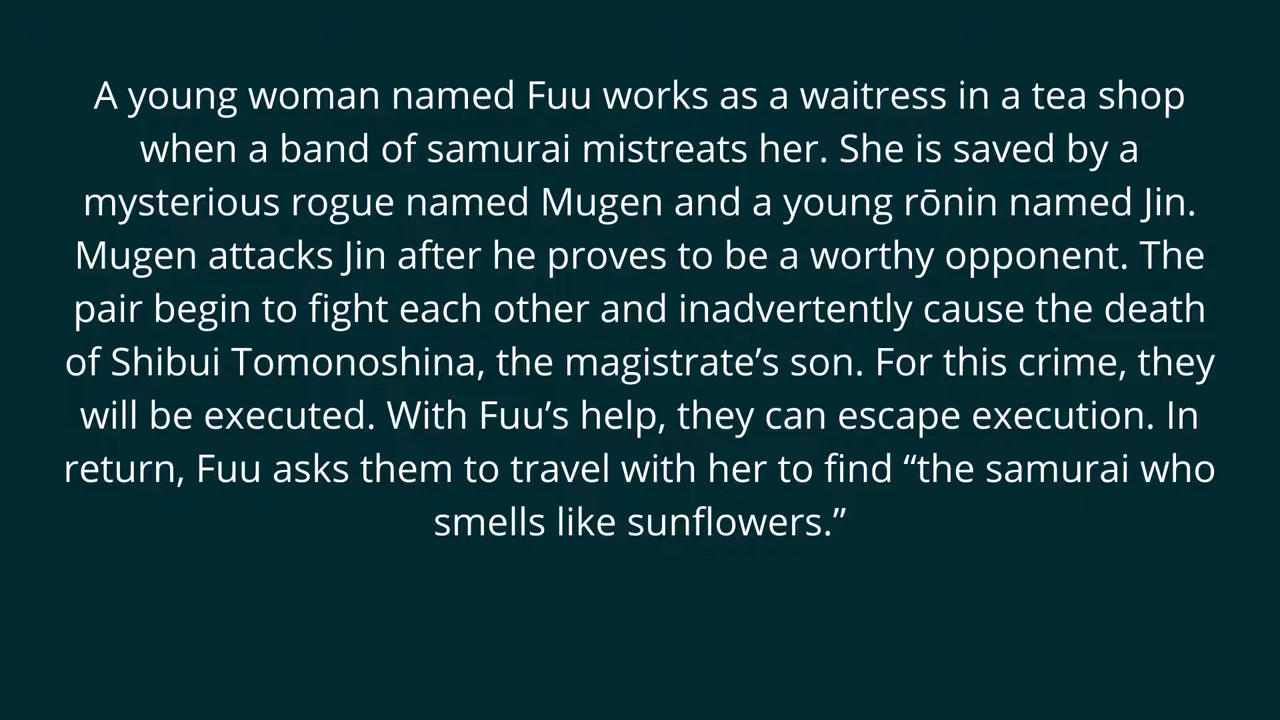 A young woman named Fuu works as a waitress in a tea shop
when a band of samurai mistreats her. She is saved by a
mysterious rogue named Mugen and a young rōnin named Jin.
Mugen attacks Jin after he proves to be a worthy opponent. The
pair begin to fight each other and inadvertently cause the death
of Shibui Tomonoshina, the magistrate’s son. For this crime, they
will be executed. With Fuu’s help, they can escape execution. In
return, Fuu asks them to travel with her to find “the samurai who
smells like sunflowers.”